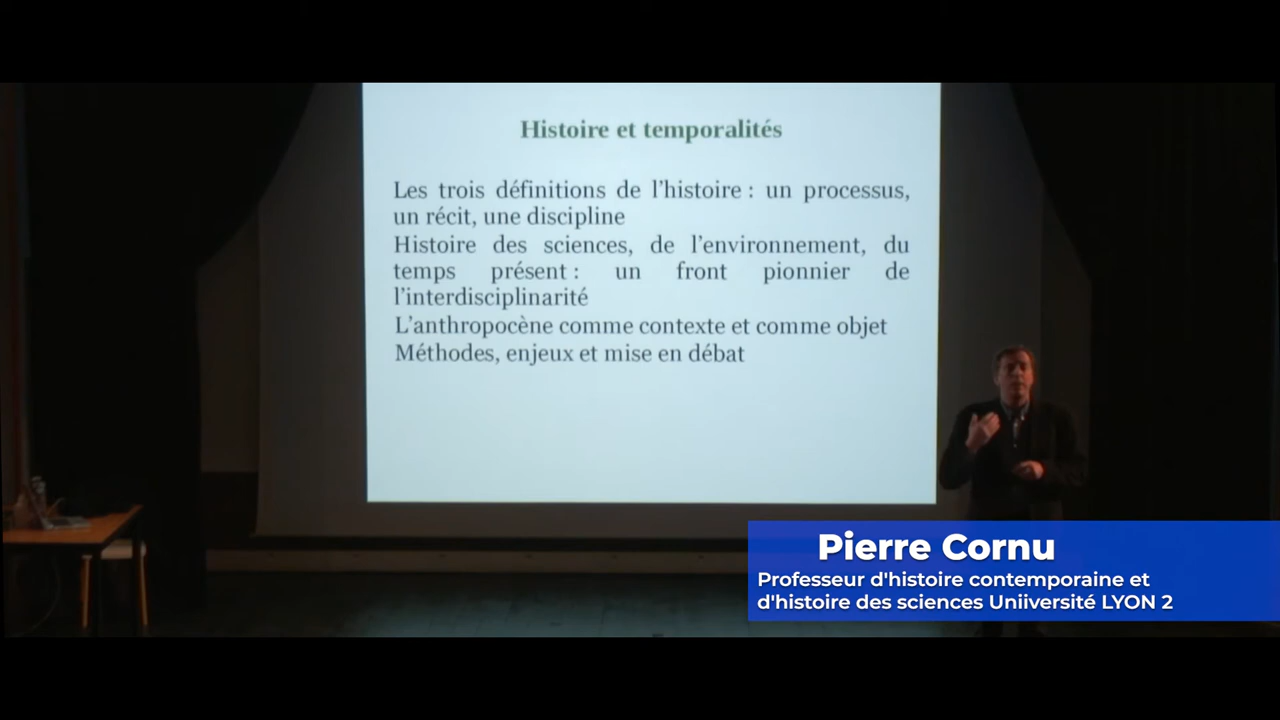 Histoire et temporalités
Les trois définitions de l'histoire : un processus,
un récit, une discipline
Histoire des sciences, de l'environnement, du
temps présent : un front pionnier de
l'interdisciplinarité
L'anthropocène comme contexte et comme objet
Méthodes, enjeux et mise en débat
Pierre Cornu
Professeur d'histoire contemporaine et
d'histoire des sciences Uniiversité LYON 2